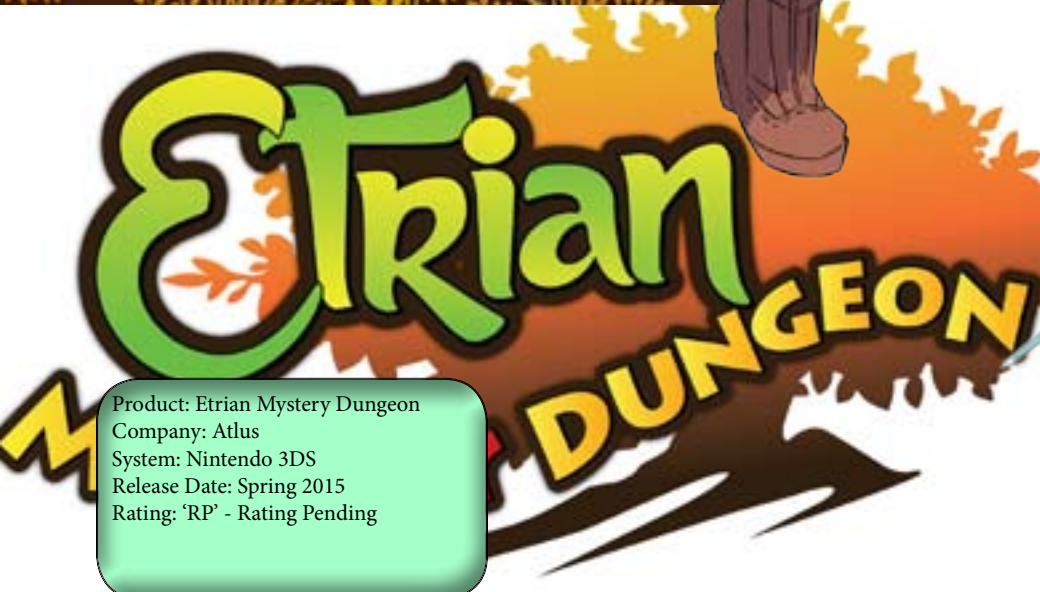 Etrian
DUNGEON
Product: Etrian Mystery Dungeon
Company: Atlus
System: Nintendo 3DS
Release Date: Spring 2015
Rating: ‘RP’ - Rating Pending